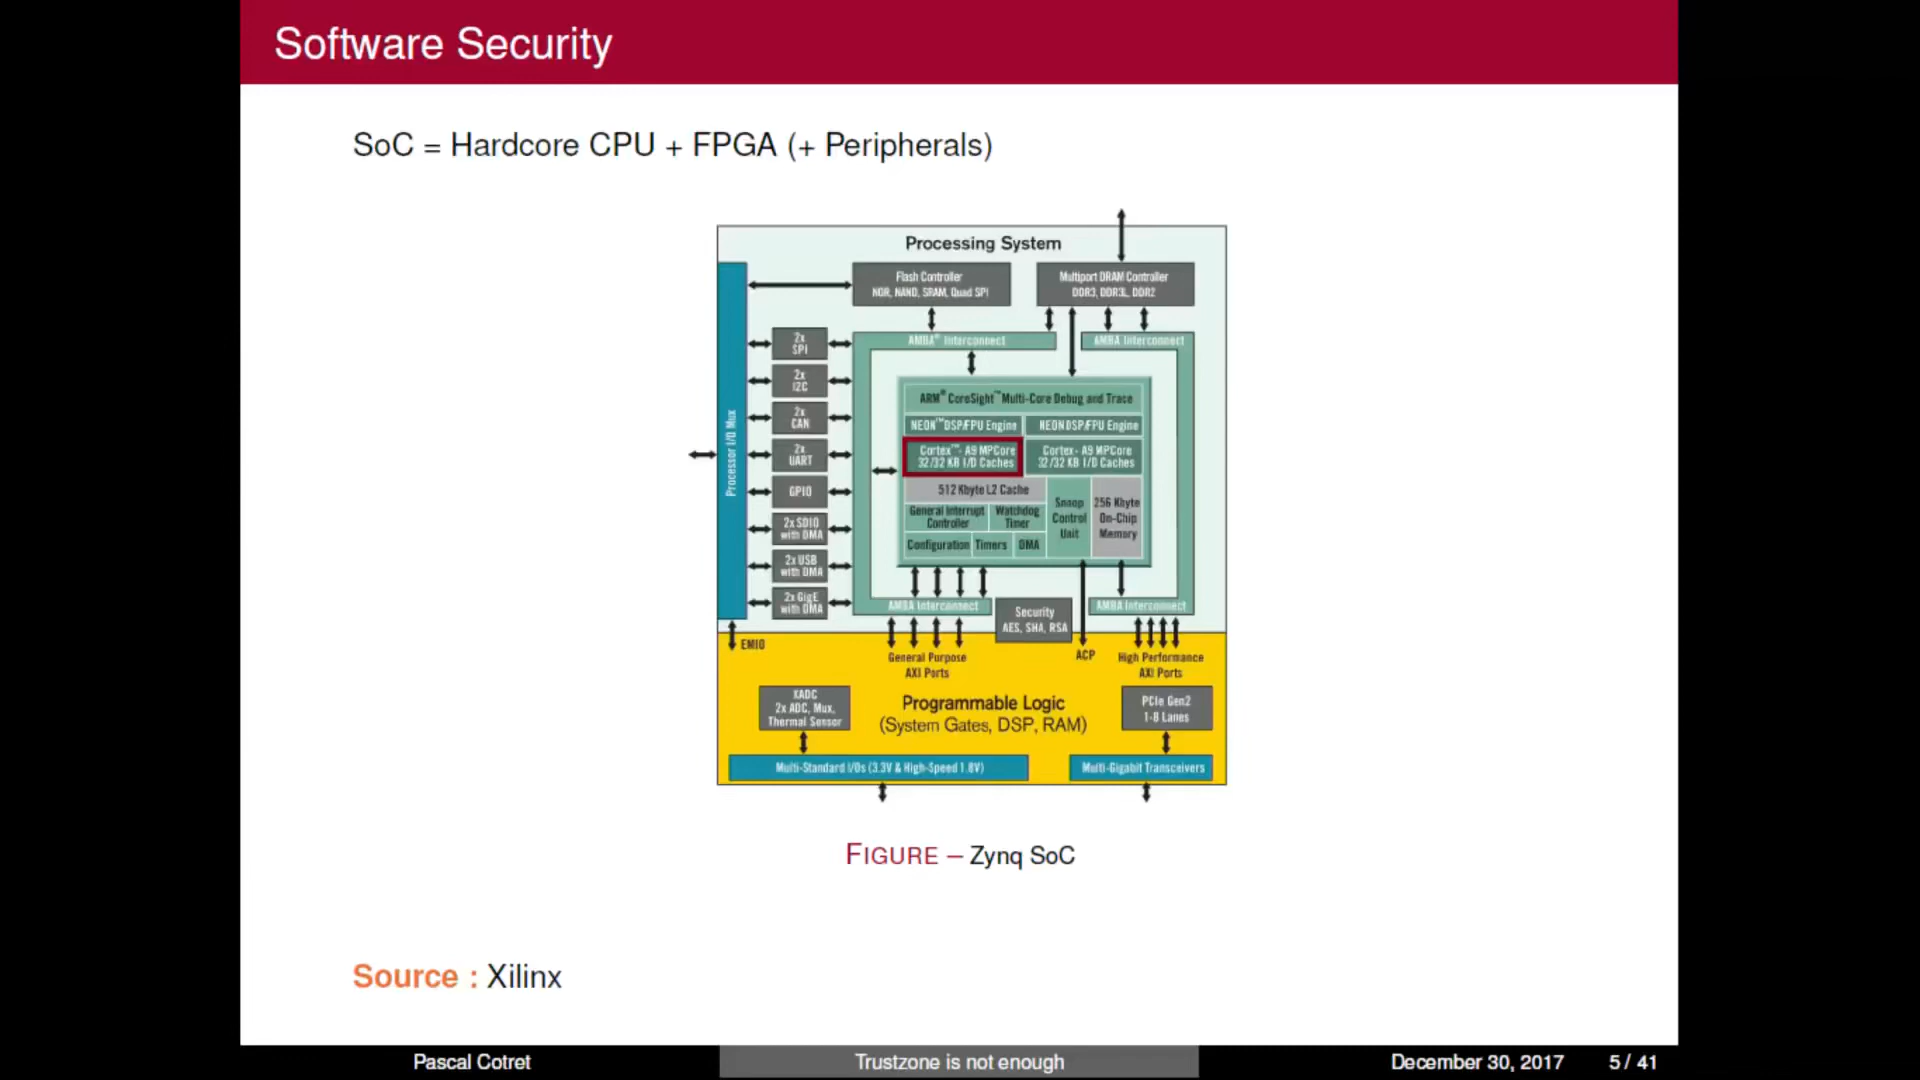 Software Security
SoC = Hardcore CPU + FPGA (+ Peripherals)
Processing System
Flash Controller
NOR, NAND, SRAM, Quad SPI
Multiport DRAM Controller
DDR3, DDR3L, DDR2
AMBA® Interconnect
AMBA Interconnect
Processor I/O Mux
2x
SPI
2x
I2C
2x
CAN
2x
UART
GPIO
2x SDIO
with DMA
2x USB
with DMA
2x GigE
with DMA
ARM® CoreSight™ Multi-Core Debug and Trace
NEON™ DSP/FPU Engine
NEON DSP/FPU Engine
Cortex™- A9 MPCore
32/32 KB I/D Caches
Cortex- A9 MPCore
32/32 KB I/D Caches
512 Kbyte L2 Cache
General Interrupt
Controller
Watchdog
Timer
Configuration
Timers
DMA
Snoop
Control
Unit
256 Kbyte
On-Chip
Memory
AMBA Interconnect
Security
AES, SHA, RSA
AMBA Interconnect
EMIO
General Purpose
AXI Ports
ACP
High Performance
AXI Ports
XADC
2x ADC, Mux,
Thermal Sensor
Programmable Logic
(System Gates, DSP, RAM)
PCIe Gen2
1-8 Lanes
Multi-Standard I/Os (3.3V & High-Speed 1.8V)
Multi-Gigabit Transceivers
FIGURE – Zynq SoC
Source : Xilinx
Pascal Cotret
Trustzone is not enough
December 30, 2017
5 / 41